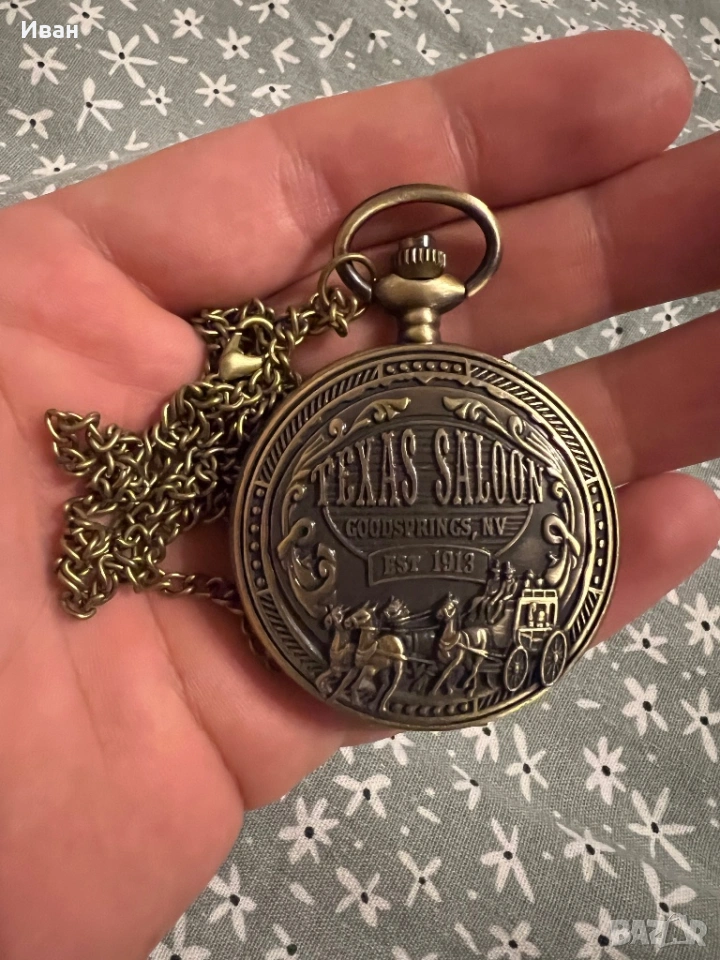 Иван
TEXAS SALOON
GOODSPRINGS, NV
EST 1913
BAZAR